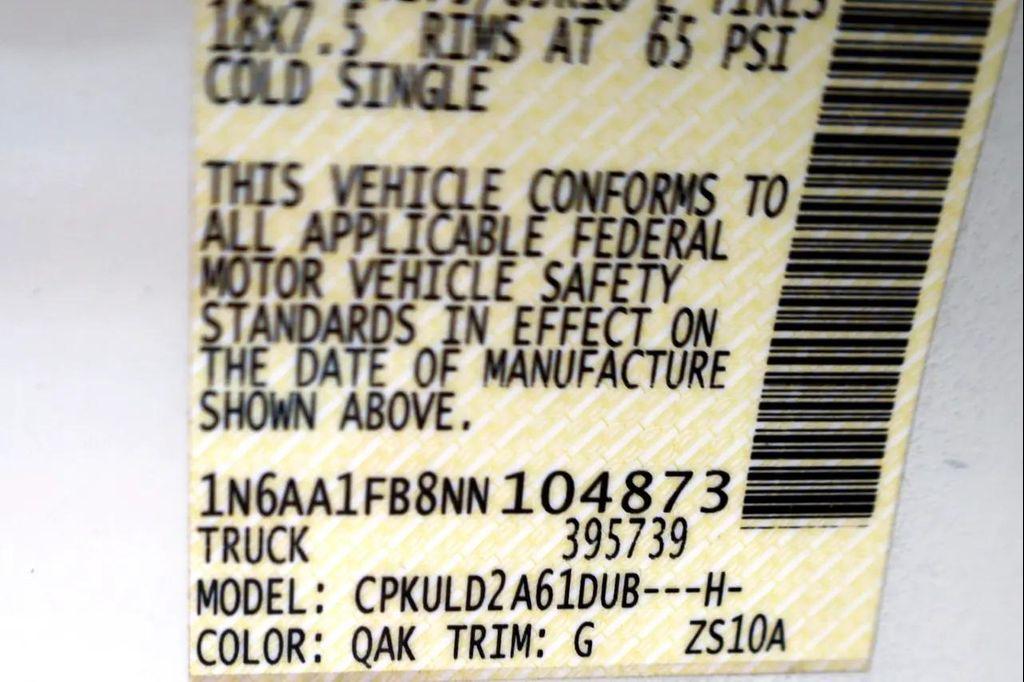 TIRES
18x7.5 RIMS AT 65 PSI
COLD SINGLE
THIS VEHICLE CONFORMS TO
ALL APPLICABLE FEDERAL
MOTOR VEHICLE SAFETY
STANDARDS IN EFFECT ON
THE DATE OF MANUFACTURE
SHOWN ABOVE.
1N6AA1FB8NN104873
TRUCK 395739
MODEL: CPKULD2A61DUB---H-
COLOR: QAK TRIM: G ZS10A